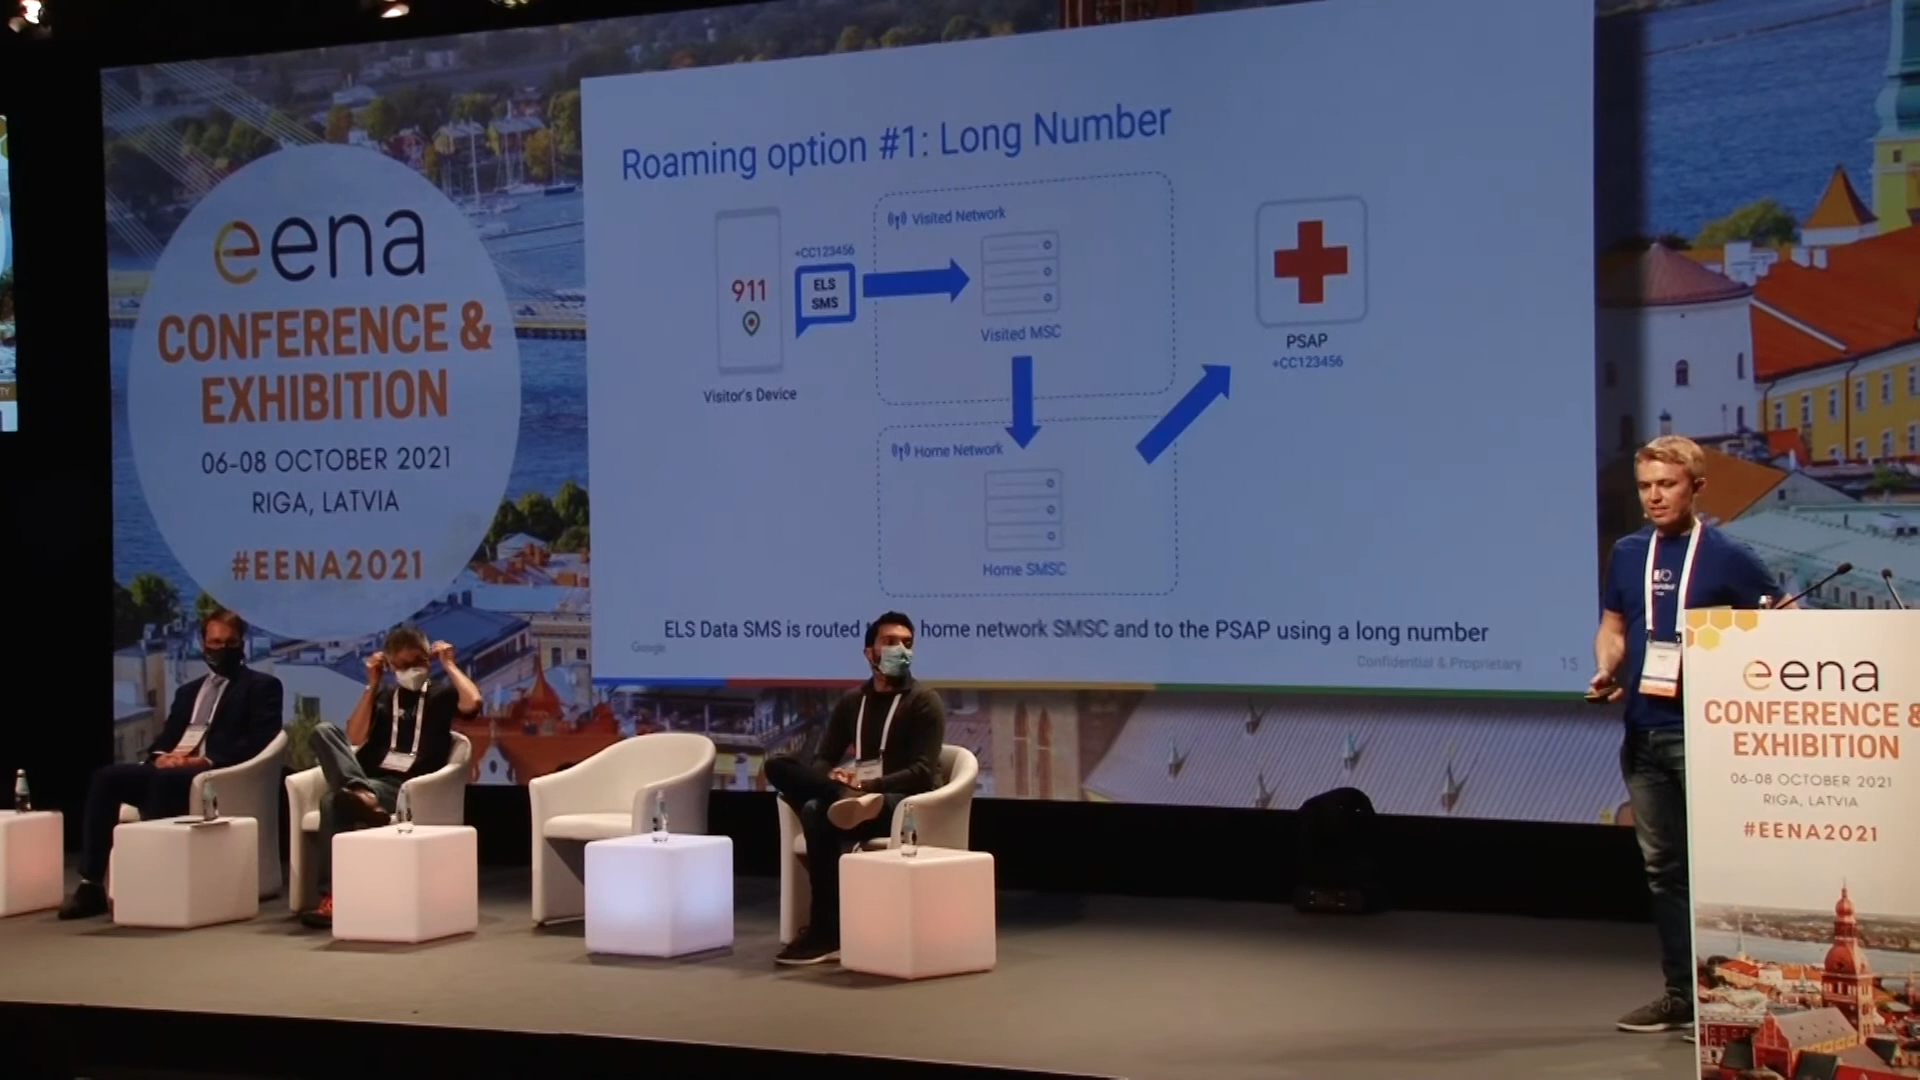 eena
CONFERENCE &
EXHIBITION
06-08 OCTOBER 2021
RIGA, LATVIA
#EENA2021
Roaming option #1: Long Number
Visited Network
+CC123456
911
ELS
SMS
Visited MSC
PSAP
+CC123456
Visitor's Device
Home Network
Home SMSC
ELS Data SMS is routed home network SMSC and to the PSAP using a long number
Google
Confidential & Proprietary 15
eena
CONFERENCE &
EXHIBITION
06-08 OCTOBER 2021
RIGA, LATVIA
#EENA2021